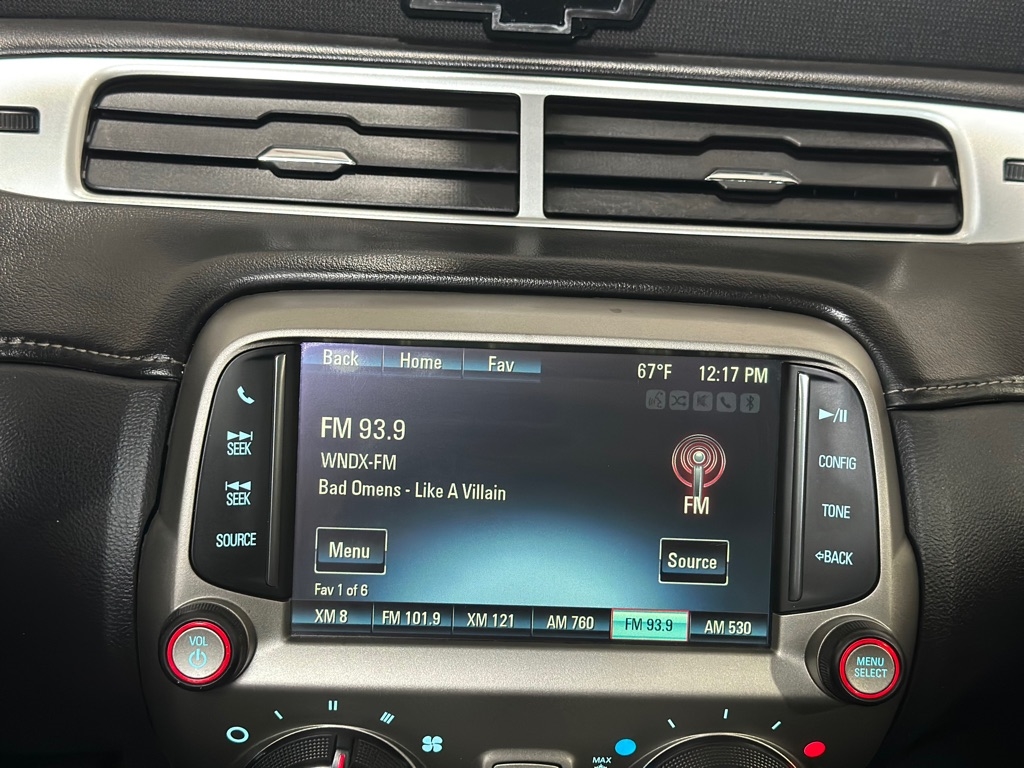 Back Home Fav 67°F 12:17 PM
FM 93.9
WNDX-FM
Bad Omens - Like A Villain
FM
Menu
Source
Fav 1 of 6
XM 8 FM 101.9 XM 121 AM 760 FM 93.9 AM 530
SEEK
SEEK
SOURCE
CONFIG
TONE
BACK
VOL
MENU
SELECT
MAX